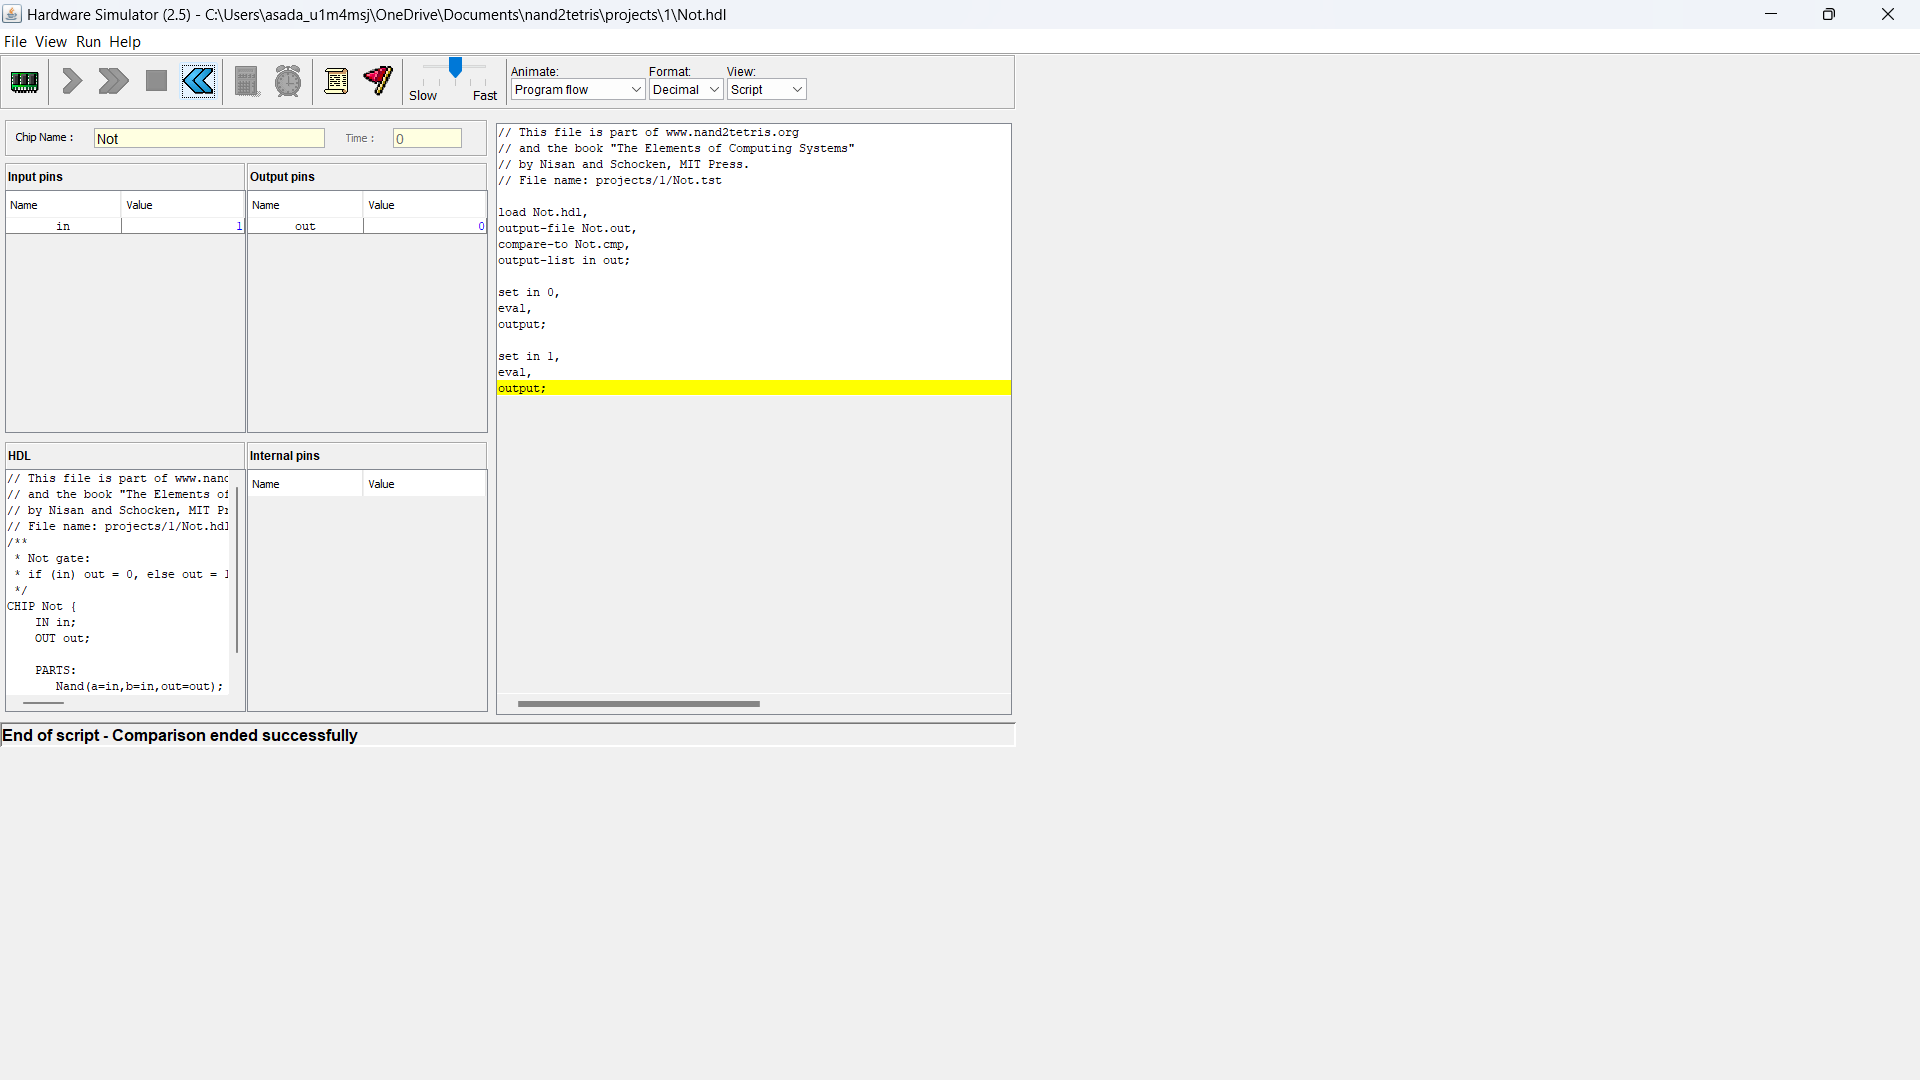 Hardware Simulator (2.5) - C:\Users\asada_u1m4msj\OneDrive\Documents\nand2tetris\projects\1\Not.hdl
File View Run Help
Slow Fast
Animate:
Program flow
Format:
Decimal
View:
Script
Chip Name :
Not
Time :
0
Input pins
Name Value
in 1
Output pins
Name Value
out 0
HDL
// This file is part of www.nand
// and the book "The Elements of
// by Nisan and Schocken, MIT Pr
// File name: projects/1/Not.hdl
/**
* Not gate:
* if (in) out = 0, else out = 1
*/
CHIP Not {
IN in;
OUT out;
PARTS:
Nand(a=in,b=in,out=out);
Internal pins
Name Value
// This file is part of www.nand2tetris.org
// and the book "The Elements of Computing Systems"
// by Nisan and Schocken, MIT Press.
// File name: projects/1/Not.tst
load Not.hdl,
output-file Not.out,
compare-to Not.cmp,
output-list in out;
set in 0,
eval,
output;
set in 1,
eval,
output;
End of script - Comparison ended successfully